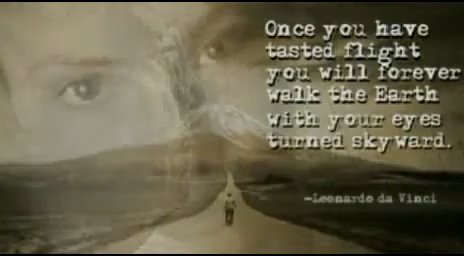 Once you have
tasted flight
you will forever
walk the Earth
with your eyes
turned skyward.
-Leonardo da Vinci